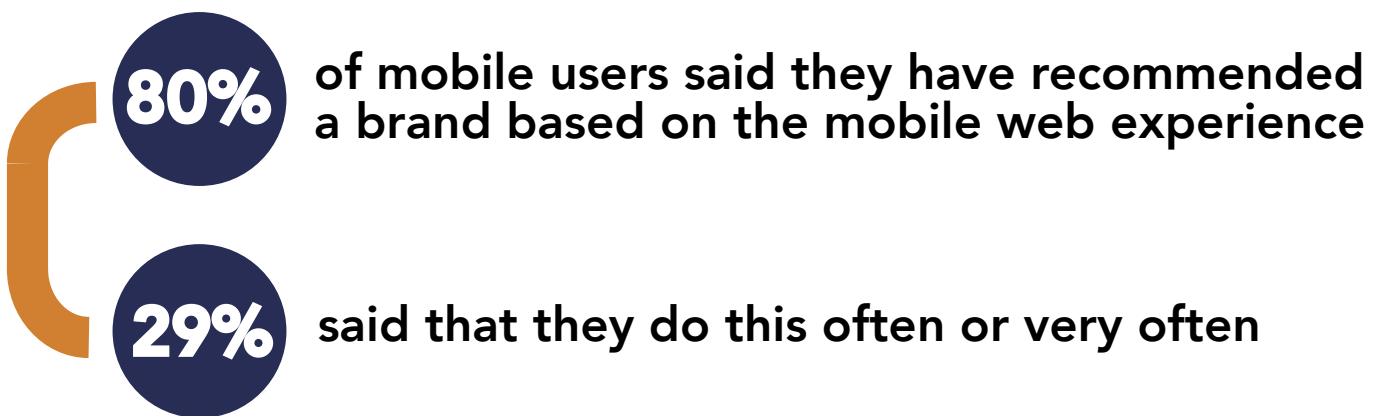 80%
of mobile users said they have recommended
a brand based on the mobile web experience
29%
said that they do this often or very often